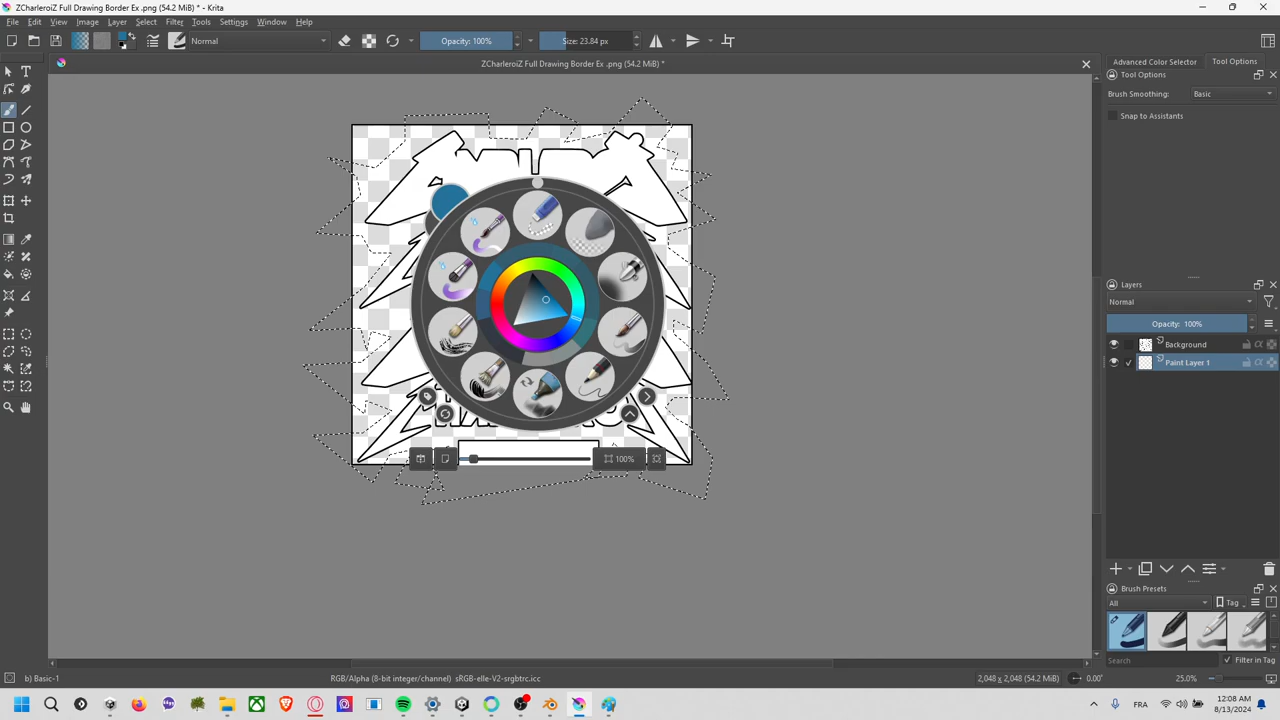 ZCharleroiZ Full Drawing Border Ex .png (54.2 MiB) * - Krita
File Edit View Image Layer Select Filter Tools Settings Window Help
Normal Opacity: 100% Size: 23.84 px
ZCharleroiZ Full Drawing Border Ex .png (54.2 MiB) *
Advanced Color Selector Tool Options
Tool Options
Brush Smoothing: Basic
Snap to Assistants
Layers
Normal
Opacity: 100%
Background
Paint Layer 1
100%
Brush Presets
All Tag
Search Filter in Tag
b) Basic-1 RGB/Alpha (8-bit integer/channel) sRGB-elle-V2-srgbtrc.icc 2,048 x 2,048 (54.2 MiB) 0.00° 25.0%
FRA 12:08 AM
8/13/2024